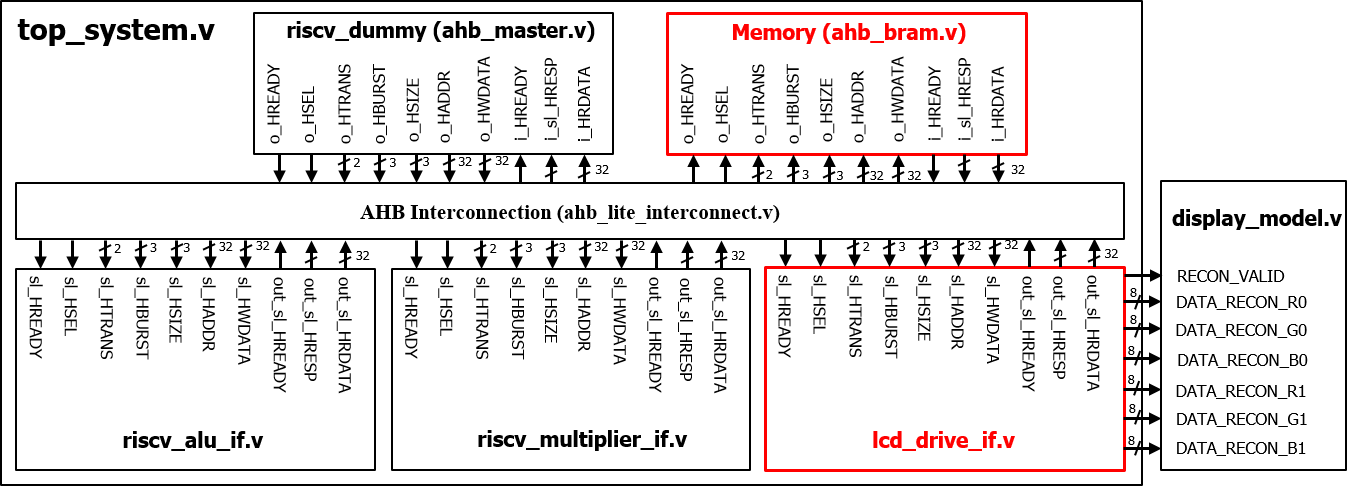 top_system.v
riscv_dummy (ahb_master.v)
o_HREADY
o_HSEL
o_HTRANS
o_HBURST
o_HSIZE
o_HADDR
o_HWDATA
i_HREADY
i_sl_HRESP
i_HRDATA
2
3
3
32
32
32
Memory (ahb_bram.v)
o_HREADY
o_HSEL
o_HTRANS
o_HBURST
o_HSIZE
o_HADDR
o_HWDATA
i_HREADY
i_sl_HRESP
i_HRDATA
2
3
3
32
32
32
AHB Interconnection (ahb_lite_interconnect.v)
2
3
3
32
32
32
sl_HREADY
sl_HSEL
sl_HTRANS
sl_HBURST
sl_HSIZE
sl_HADDR
sl_HWDATA
out_sl_HREADY
out_sl_HRESP
out_sl_HRDATA
riscv_alu_if.v
2
3
3
32
32
32
sl_HREADY
sl_HSEL
sl_HTRANS
sl_HBURST
sl_HSIZE
sl_HADDR
sl_HWDATA
out_sl_HREADY
out_sl_HRESP
out_sl_HRDATA
riscv_multiplier_if.v
2
3
3
32
32
32
sl_HREADY
sl_HSEL
sl_HTRANS
sl_HBURST
sl_HSIZE
sl_HADDR
sl_HWDATA
out_sl_HREADY
out_sl_HRESP
out_sl_HRDATA
lcd_drive_if.v
display_model.v
RECON_VALID
8 DATA_RECON_R0
8 DATA_RECON_G0
8 DATA_RECON_B0
8 DATA_RECON_R1
8 DATA_RECON_G1
8 DATA_RECON_B1